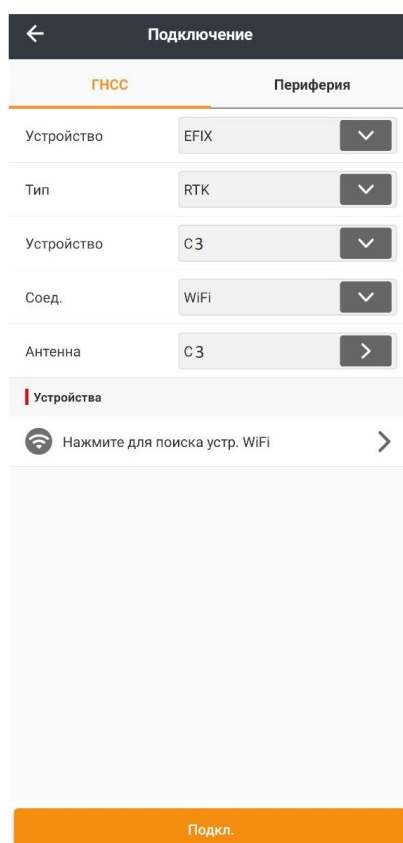 Подключение
ГНСС Периферия
Устройство EFIX
Тип RTK
Устройство C3
Соед. WiFi
Антенна C3
Устройства
Нажмите для поиска устр. WiFi
Подкл.